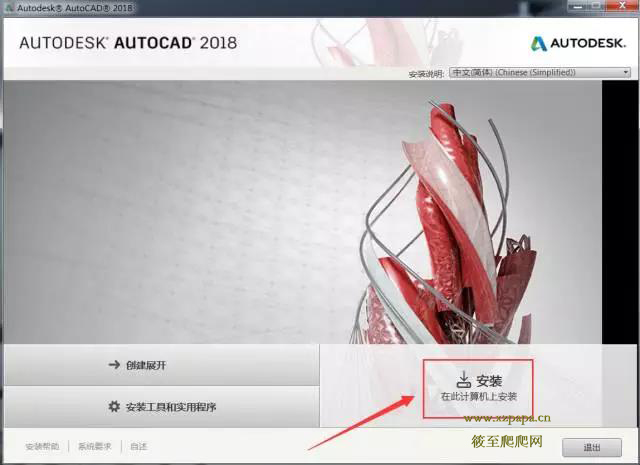 Autodesk® AutoCAD® 2018
AUTODESK® AUTOCAD® 2018
AUTODESK.
安装说明: 中文(简体) (Chinese (Simplified))
创建展开
安装工具和实用程序
安装
在此计算机上安装
www.xzpapa.cn
筱至爬爬网
安装帮助 系统要求 自述
退出